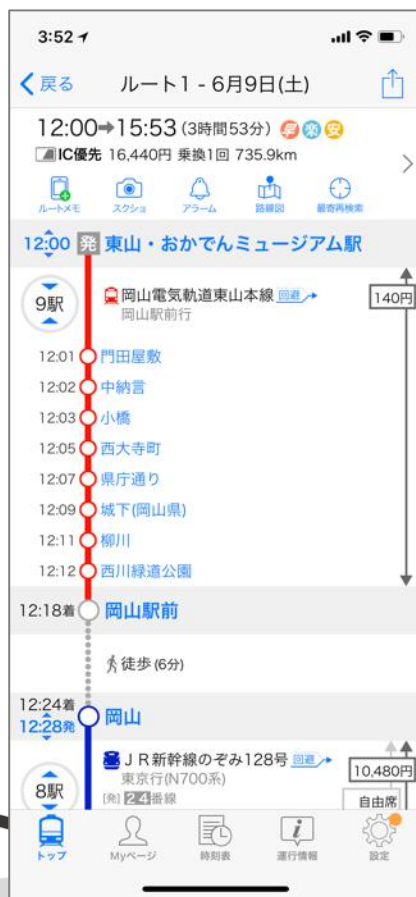 3:52
戻る ルート1 - 6月9日(土)
12:00➡15:53 (3時間53分) 早 楽 安
IC優先 16,440円 乗換1回 735.9km
ルートメモ スクショ アラーム 路線図 最寄再検索
12:00 発 東山・おかでんミュージアム駅
9駅
岡山電気軌道東山本線 回避
岡山駅前行
140円
12:01 門田屋敷
12:02 中納言
12:03 小橋
12:05 西大寺町
12:07 県庁通り
12:09 城下(岡山県)
12:11 柳川
12:12 西川緑道公園
12:18着 岡山駅前
徒歩 (6分)
12:24着
12:28発 岡山
8駅
JR新幹線のぞみ128号 回避
東京行(N700系)
[発] 24番線
10,480円
自由席
トップ Myページ 時刻表 運行情報 設定